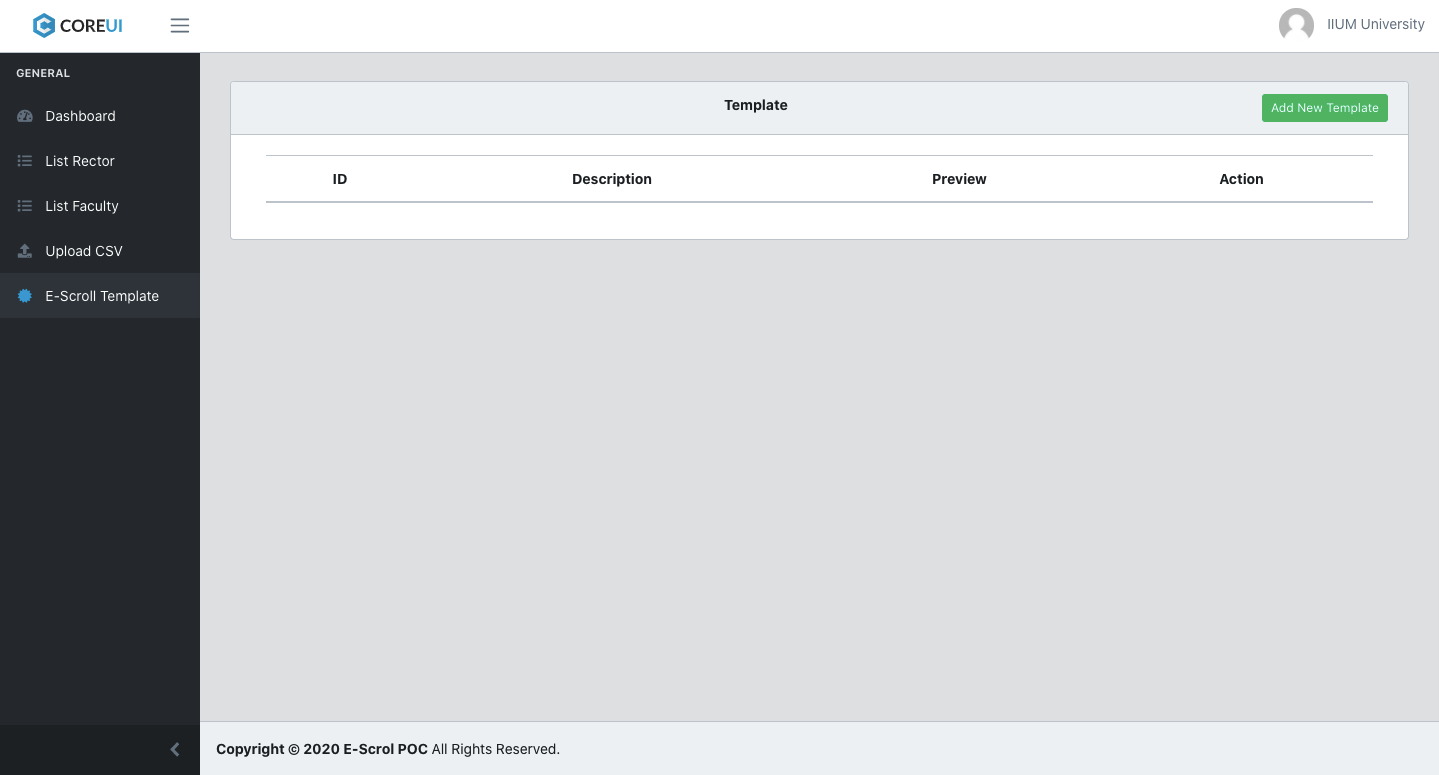 COREUI
IIUM University
GENERAL
Dashboard
List Rector
List Faculty
Upload CSV
E-Scroll Template
Template
Add New Template
ID Description Preview Action
Copyright © 2020 E-Scrol POC All Rights Reserved.